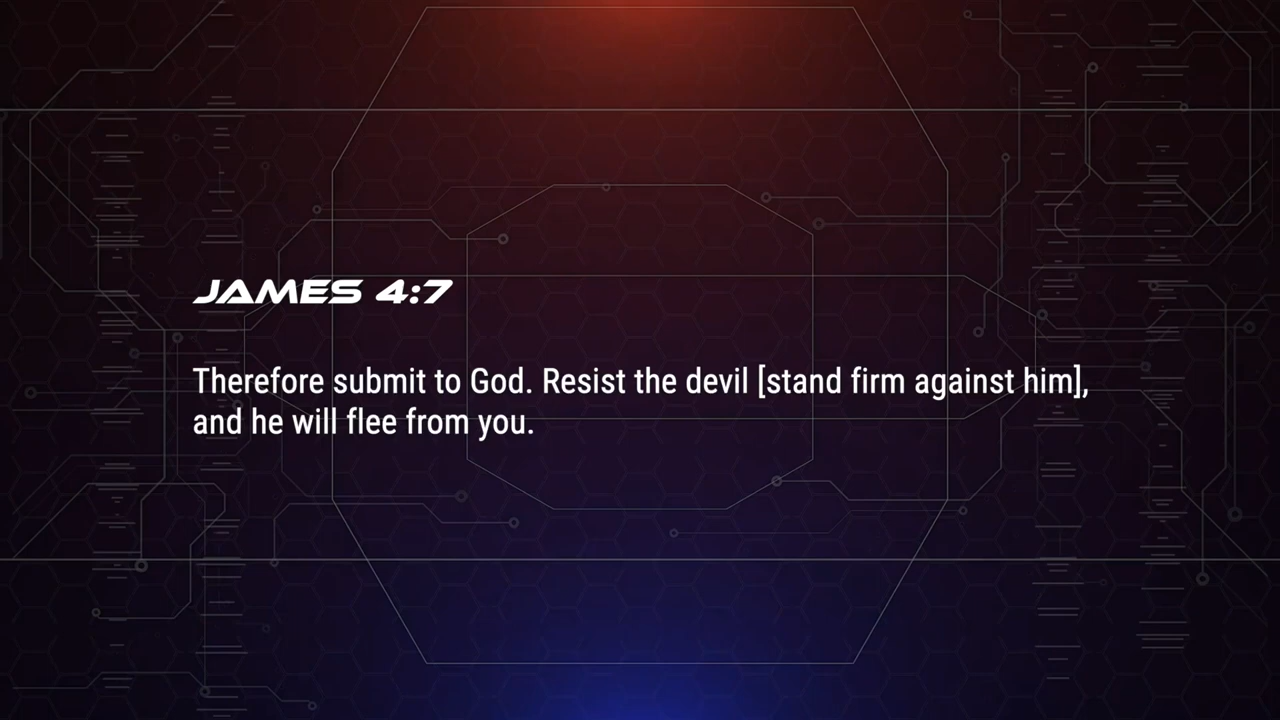 JAMES 4:7
Therefore submit to God. Resist the devil [stand firm against him],
and he will flee from you.